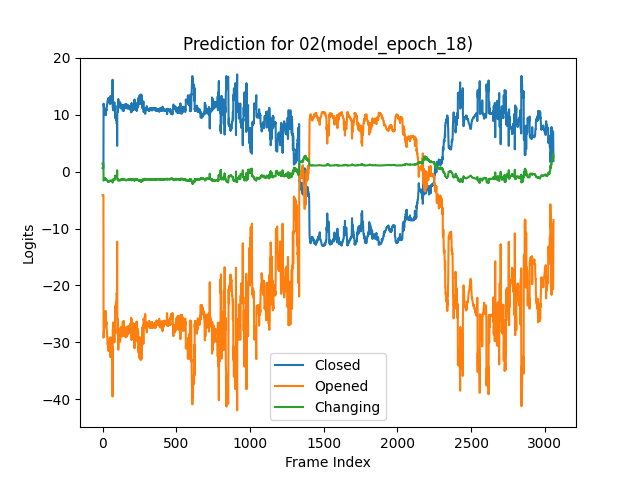 Prediction for 02(model_epoch_18)
20
10
0
−10
−20
−30
−40
Logits
Closed
Opened
Changing
0 500 1000 1500 2000 2500 3000
Frame Index